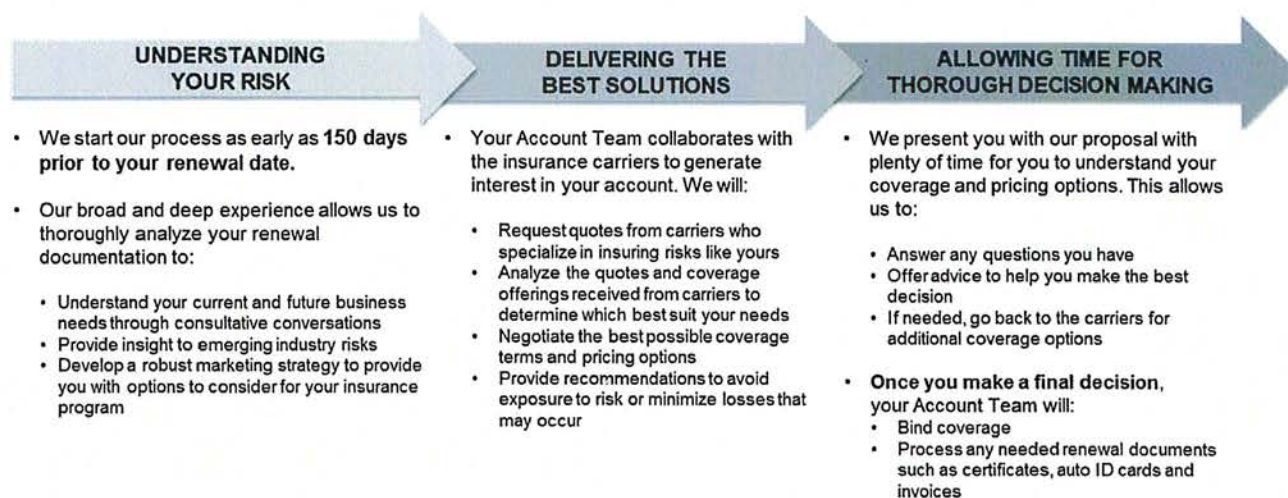 UNDERSTANDING
YOUR RISK
• We start our process as early as 150 days
prior to your renewal date.
• Our broad and deep experience allows us to
thoroughly analyze your renewal
documentation to:
• Understand your current and future business
needs through consultative conversations
• Provide insight to emerging industry risks
• Develop a robust marketing strategy to provide
you with options to consider for your insurance
program
DELIVERING THE
BEST SOLUTIONS
• Your Account Team collaborates with
the insurance carriers to generate
interest in your account. We will:
• Request quotes from carriers who
specialize in insuring risks like yours
• Analyze the quotes and coverage
offerings received from carriers to
determine which best suit your needs
• Negotiate the best possible coverage
terms and pricing options
• Provide recommendations to avoid
exposure to risk or minimize losses that
may occur
ALLOWING TIME FOR
THOROUGH DECISION MAKING
• We present you with our proposal with
plenty of time for you to understand your
coverage and pricing options. This allows
us to:
• Answer any questions you have
• Offer advice to help you make the best
decision
• If needed, go back to the carriers for
additional coverage options
• Once you make a final decision,
your Account Team will:
• Bind coverage
• Process any needed renewal documents
such as certificates, auto ID cards and
invoices